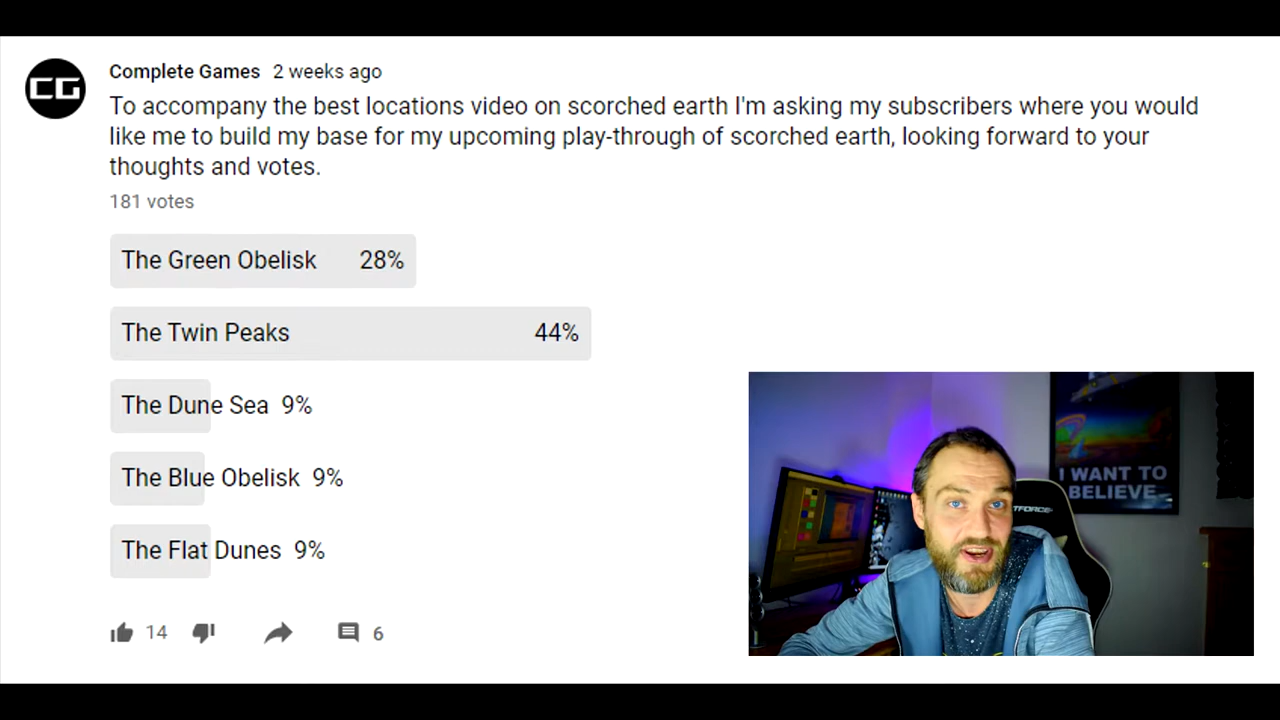 CG
Complete Games 2 weeks ago
To accompany the best locations video on scorched earth I'm asking my subscribers where you would
like me to build my base for my upcoming play-through of scorched earth, looking forward to your
thoughts and votes.
181 votes
The Green Obelisk 28%
The Twin Peaks 44%
The Dune Sea 9%
The Blue Obelisk 9%
The Flat Dunes 9%
14
6
I WANT TO
BELIEVE
TFORCE